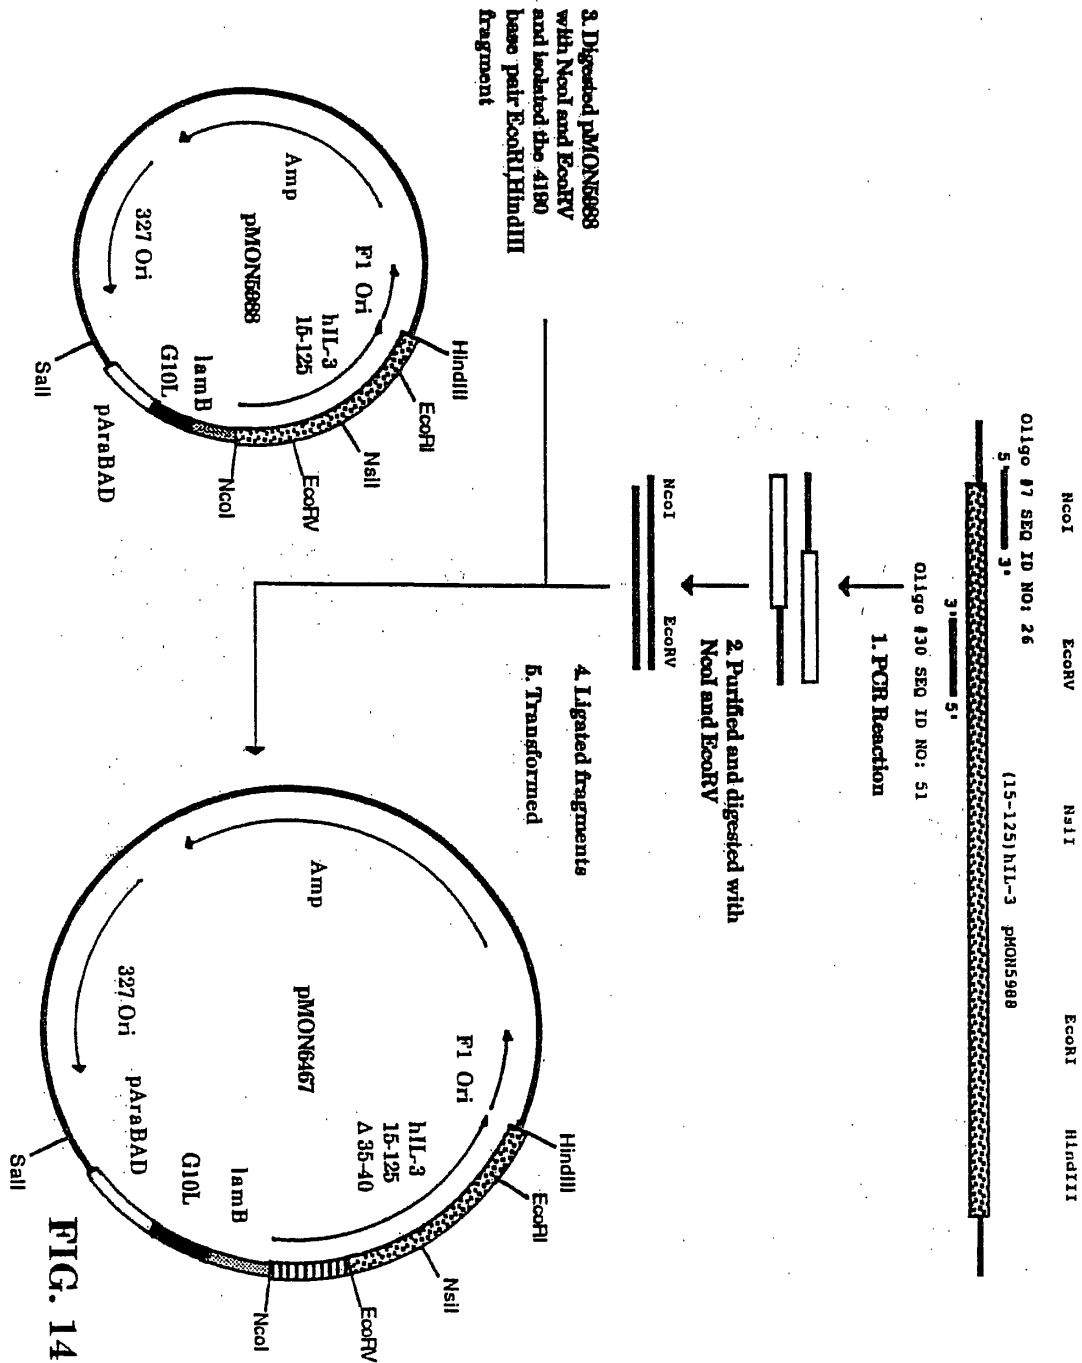 NcoI
EcoRV
NsiI
EcoRI
HindIII
Oligo #7 SEQ ID NO: 26
(15-125)hIL-3 pMON5988
5'
3'
3'
5'
Oligo #30 SEQ ID NO: 51
1. PCR Reaction
2. Purified and digested with
NcoI and EcoRV
NcoI
EcoRV
3. Digested pMON5988
with NcoI and EcoRV
and isolated the 4190
base pair EcoRI,HindIII
fragment
4. Ligated fragments
5. Transformed
HindIII
EcoRI
NsiI
EcoRV
NcoI
SalI
F1 Ori
hIL-3
15-125
Amp
pMON5988
327 Ori
lamB
G10L
pAraBAD
HindIII
EcoRI
NsiI
EcoRV
NcoI
SalI
F1 Ori
hIL-3
15-125
Δ 35-40
Amp
pMON6467
327 Ori
lamB
G10L
pAraBAD
FIG. 14